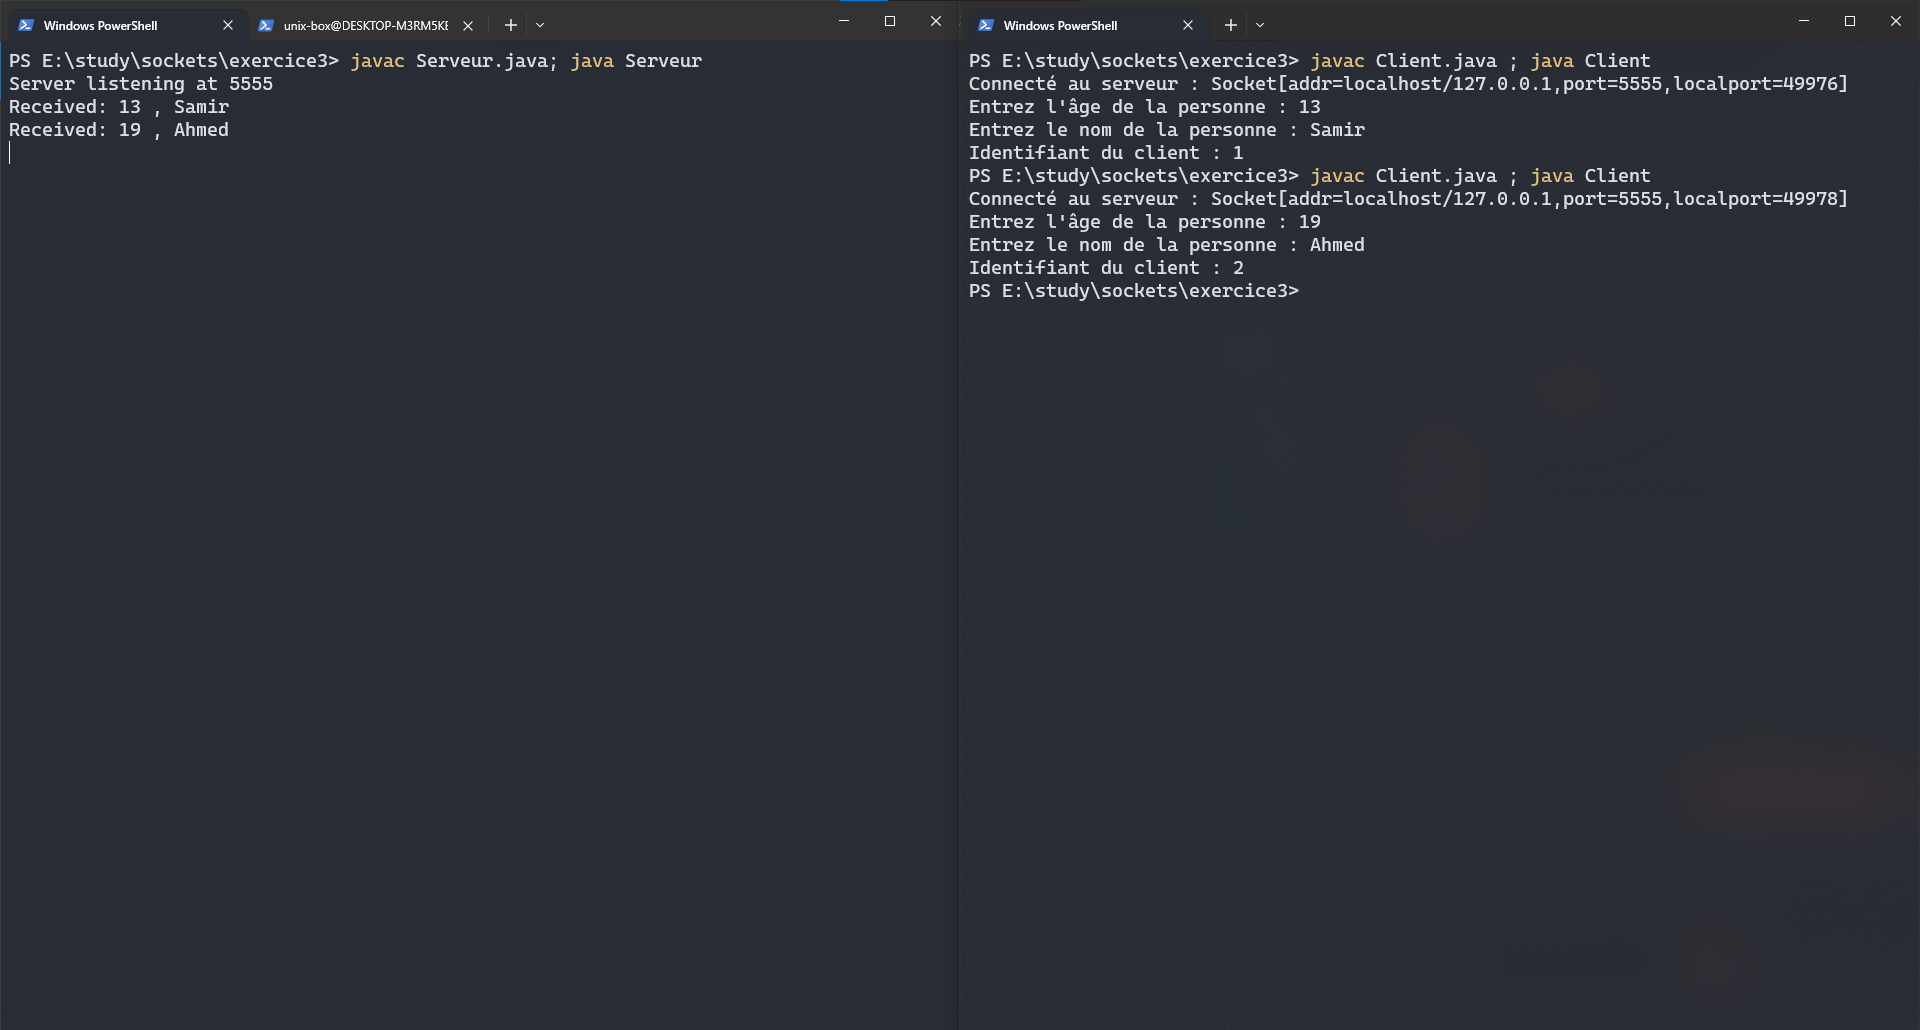 Windows PowerShell
unix-box@DESKTOP-M3RM5KE
PS E:\study\sockets\exercice3> javac Serveur.java; java Serveur
Server listening at 5555
Received: 13 , Samir
Received: 19 , Ahmed
Windows PowerShell
PS E:\study\sockets\exercice3> javac Client.java ; java Client
Connecté au serveur : Socket[addr=localhost/127.0.0.1,port=5555,localport=49976]
Entrez l'âge de la personne : 13
Entrez le nom de la personne : Samir
Identifiant du client : 1
PS E:\study\sockets\exercice3> javac Client.java ; java Client
Connecté au serveur : Socket[addr=localhost/127.0.0.1,port=5555,localport=49978]
Entrez l'âge de la personne : 19
Entrez le nom de la personne : Ahmed
Identifiant du client : 2
PS E:\study\sockets\exercice3>